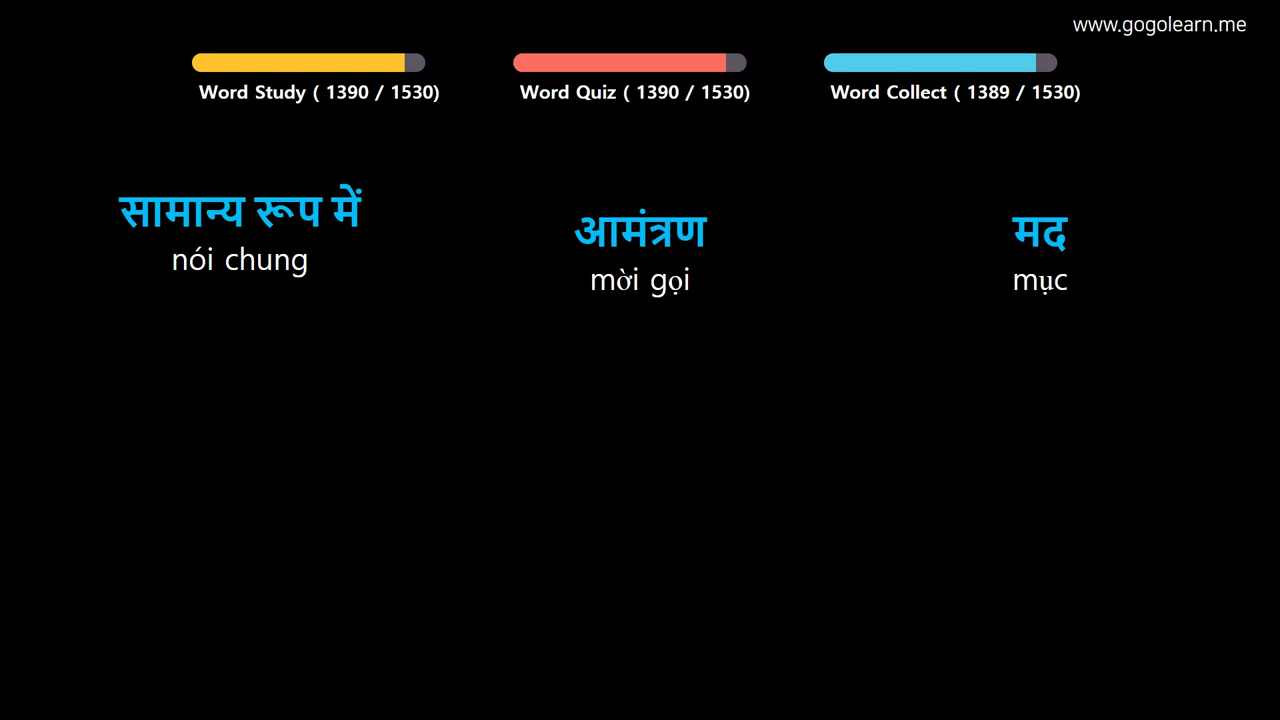 www.gogolearn.me
Word Study ( 1390 / 1530)
Word Quiz ( 1390 / 1530)
Word Collect ( 1389 / 1530)
सामान्य रूप में
nói chung
आमंत्रण
mời gọi
मद
mục